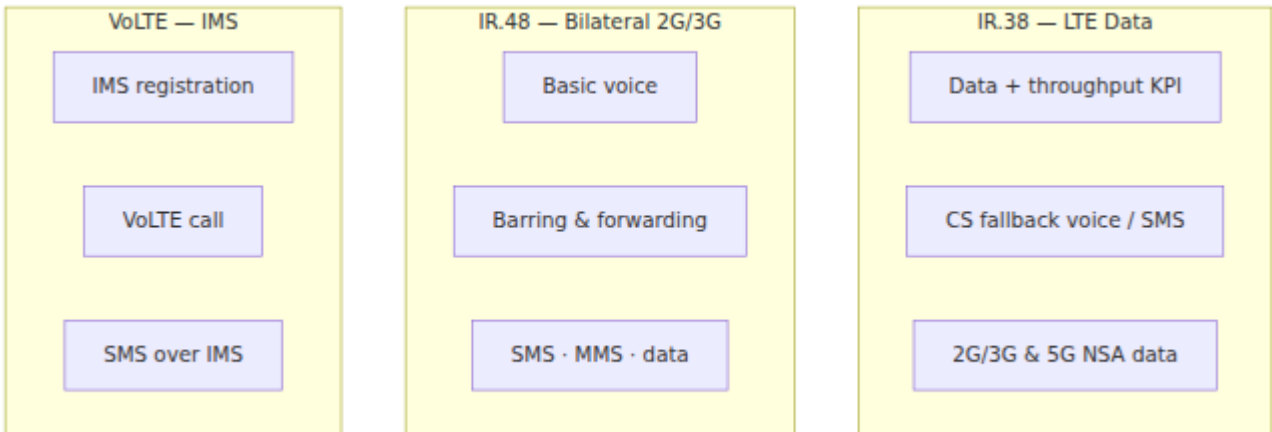 VoLTE — IMS
IMS registration
VoLTE call
SMS over IMS
IR.48 — Bilateral 2G/3G
Basic voice
Barring & forwarding
SMS · MMS · data
IR.38 — LTE Data
Data + throughput KPI
CS fallback voice / SMS
2G/3G & 5G NSA data